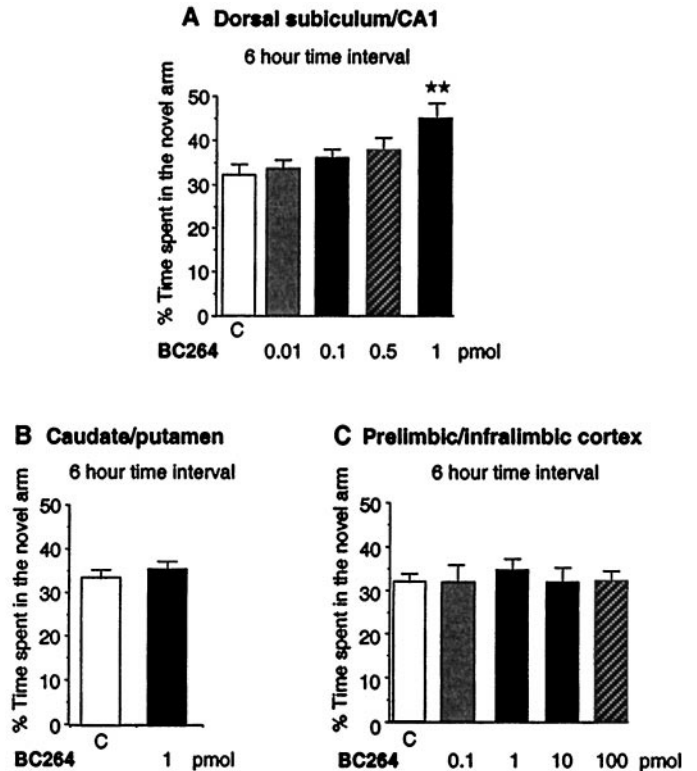 A Dorsal subiculum/CA1
6 hour time interval
★★
% Time spent in the novel arm
50
40
30
20
10
0
C
BC264 0.01 0.1 0.5 1 pmol
B Caudate/putamen
6 hour time interval
% Time spent in the novel arm
50
40
30
20
10
0
C
BC264 1 pmol
C Prelimbic/infralimbic cortex
6 hour time interval
% Time spent in the novel arm
50
40
30
20
10
0
C
BC264 0.1 1 10 100 pmol